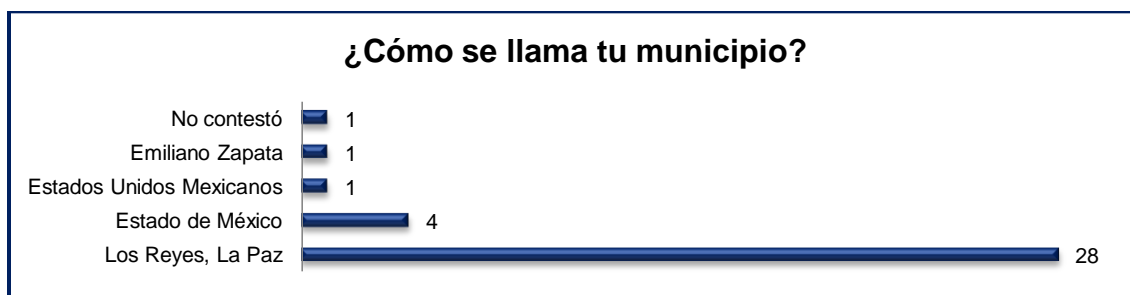 ¿Cómo se llama tu municipio?
No contestó 1
Emiliano Zapata 1
Estados Unidos Mexicanos 1
Estado de México 4
Los Reyes, La Paz 28